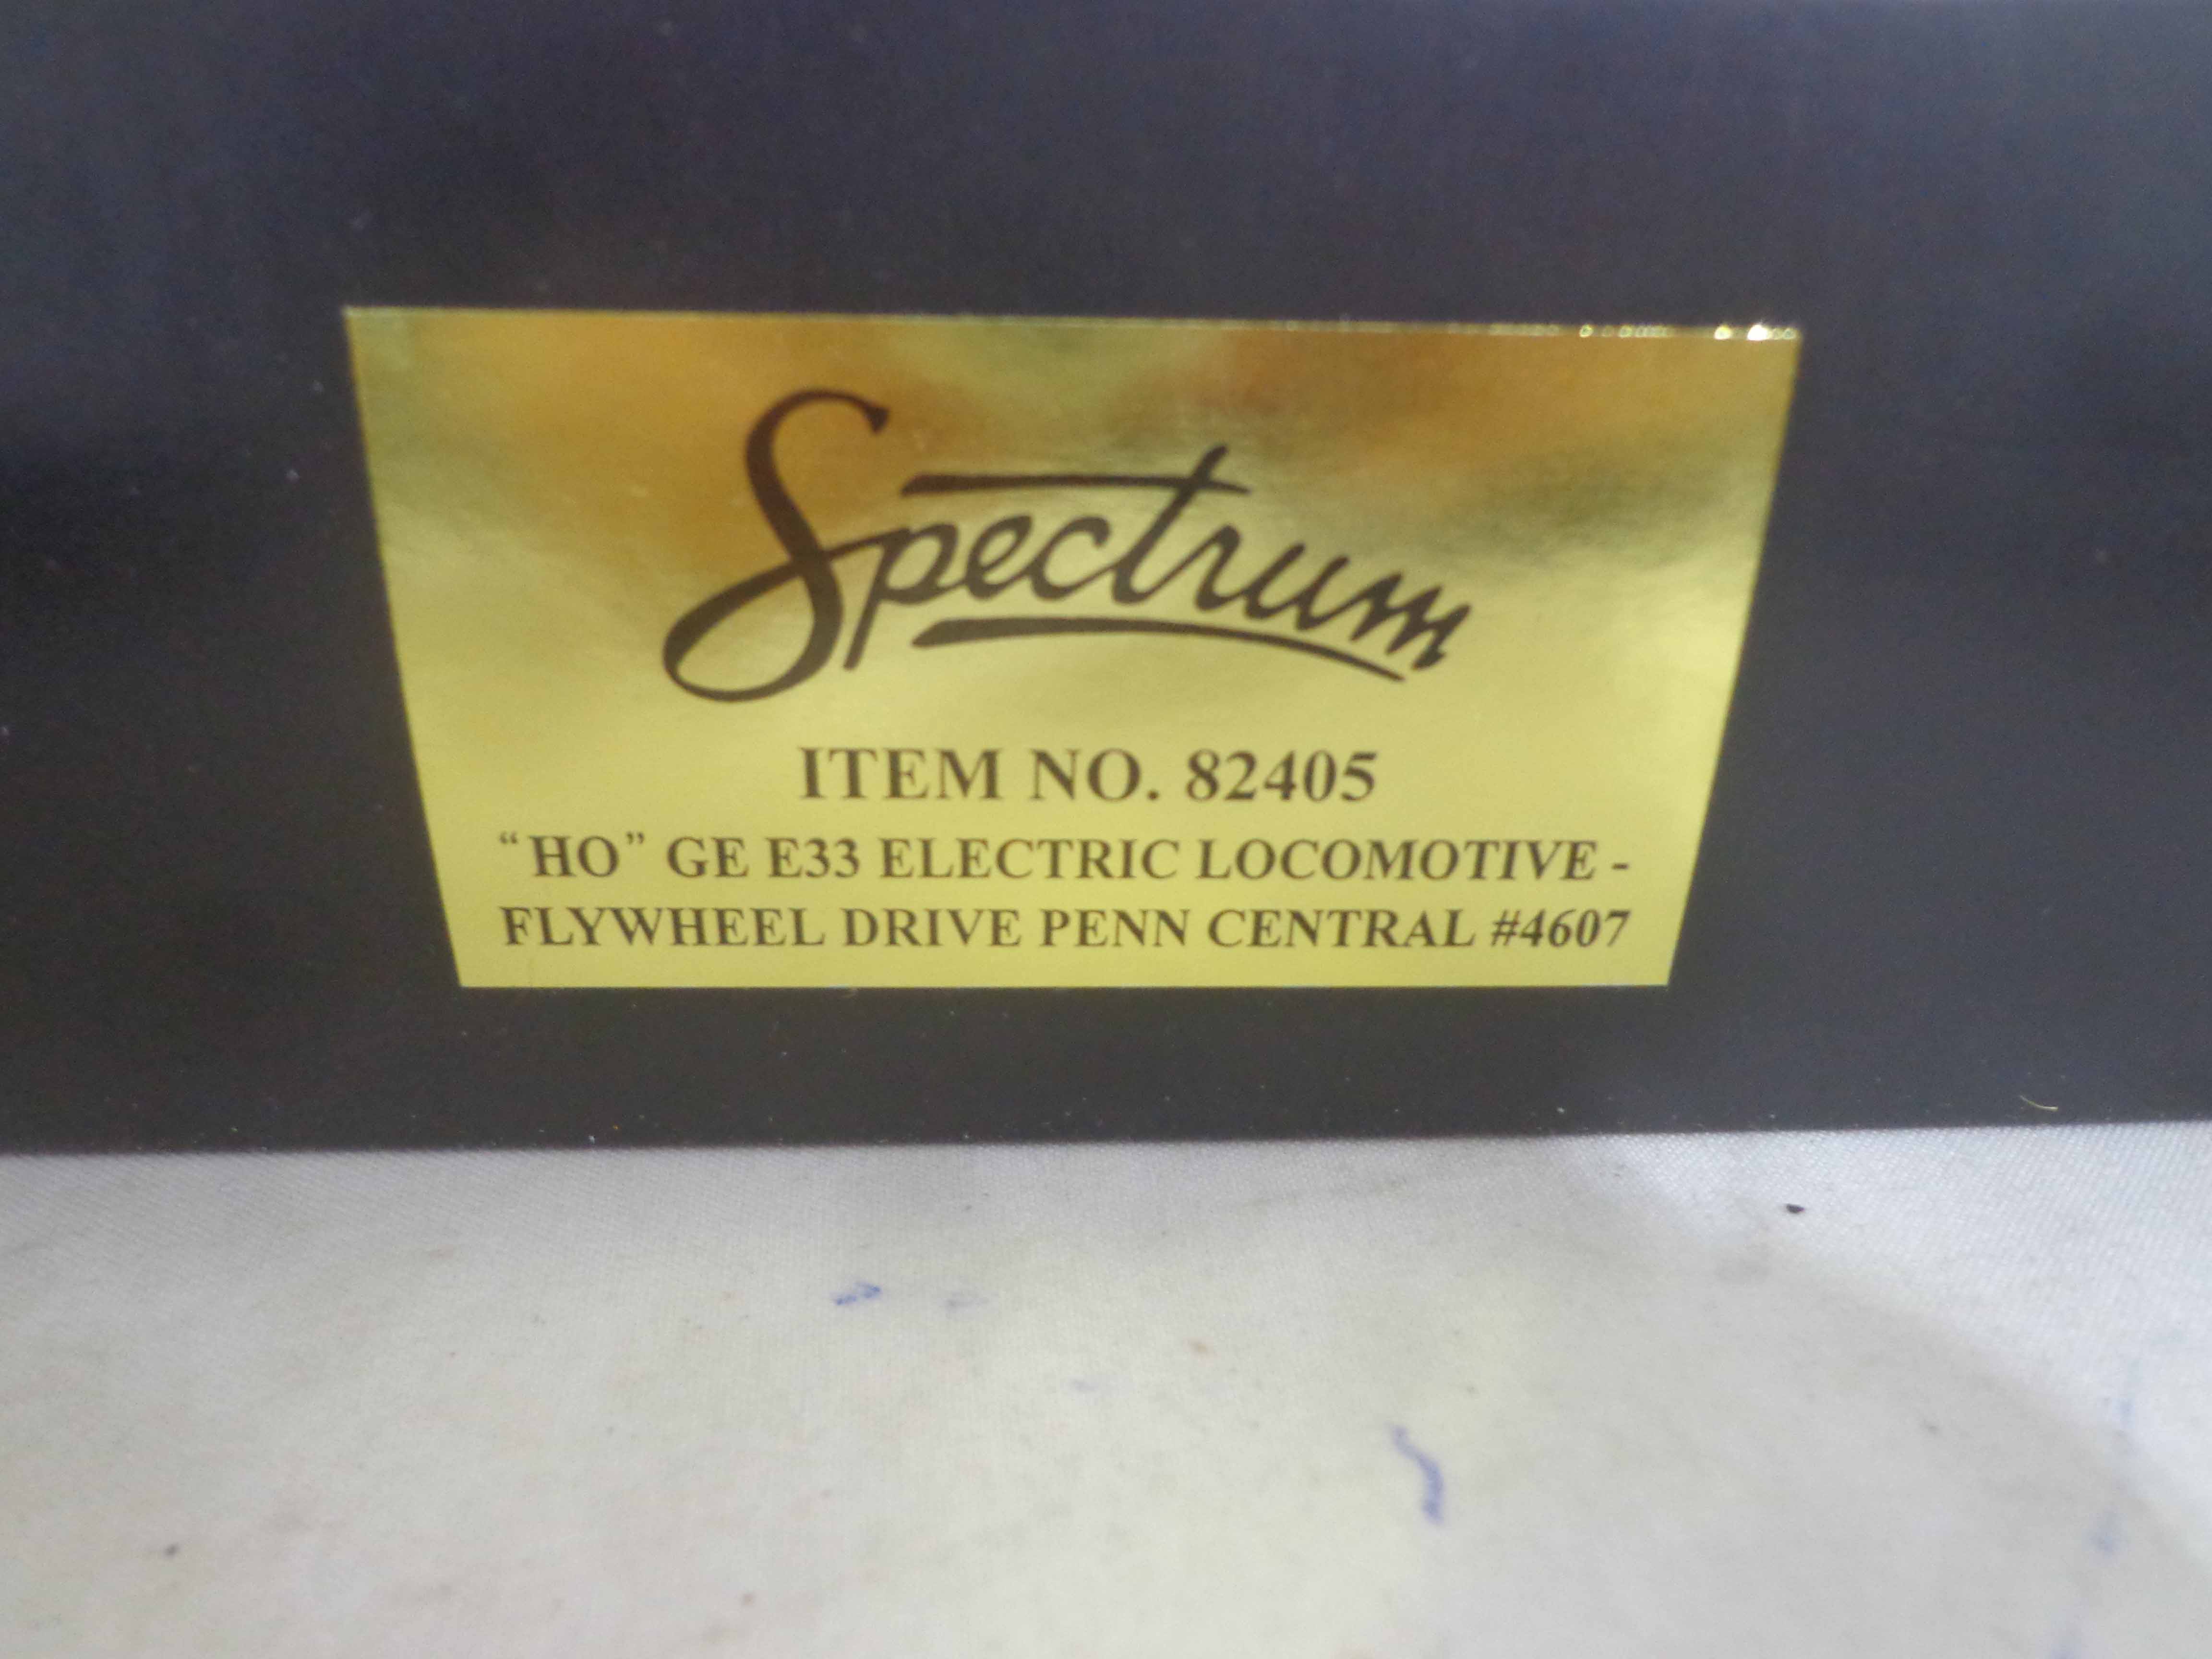 Spectrum
ITEM NO. 82405
“HO” GE E33 ELECTRIC LOCOMOTIVE -
FLYWHEEL DRIVE PENN CENTRAL #4607